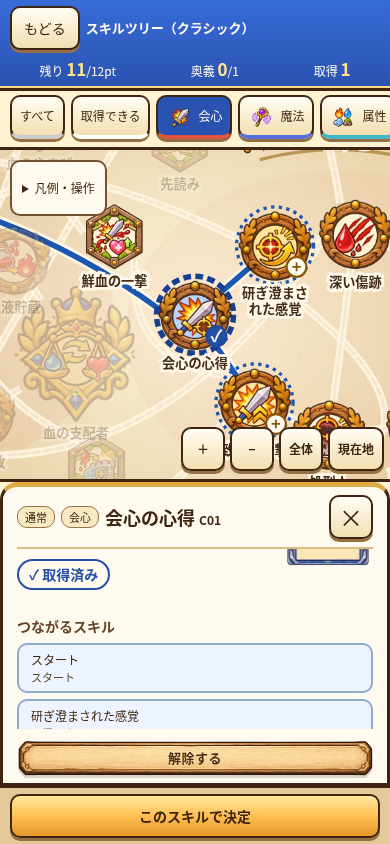 もどる
スキルツリー（クラシック）
残り 11/12pt
奥義 0/1
取得 1
すべて
取得できる
会心
魔法
属性
先読み
▶ 凡例・操作
鮮血の一撃
研ぎ澄まさ
れた感覚
深い傷跡
液貯蔵
会心の心得
血の支配者
+
-
全体
現在地
通常
会心
会心の心得 C01
✓取得済み
つながるスキル
スタート
スタート
研ぎ澄まされた感覚
解除する
このスキルで決定